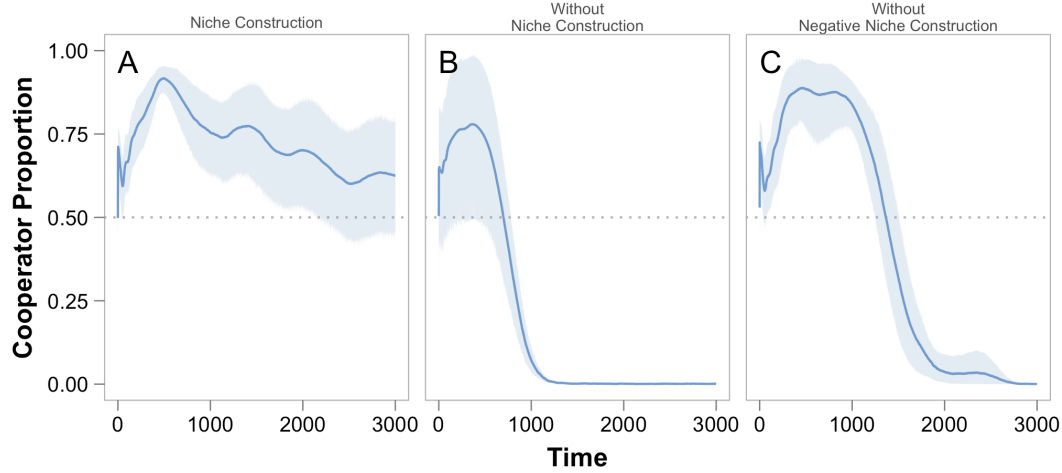 Niche Construction
Without
Niche Construction
Without
Negative Niche Construction
A
B
C
Cooperator Proportion
1.00
0.75
0.50
0.25
0.00
0 1000 2000 3000
0 1000 2000 3000
0 1000 2000 3000
Time